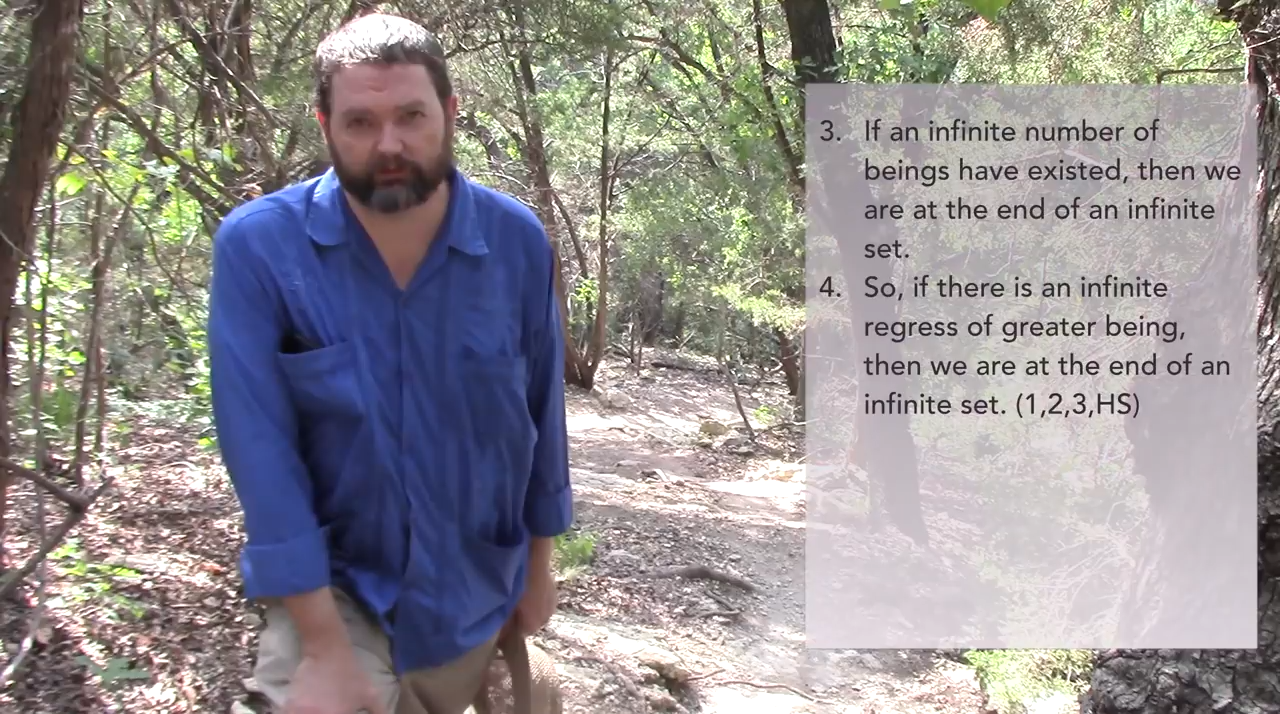 3. If an infinite number of
beings have existed, then we
are at the end of an infinite
set.
4. So, if there is an infinite
regress of greater being,
then we are at the end of an
infinite set. (1,2,3,HS)